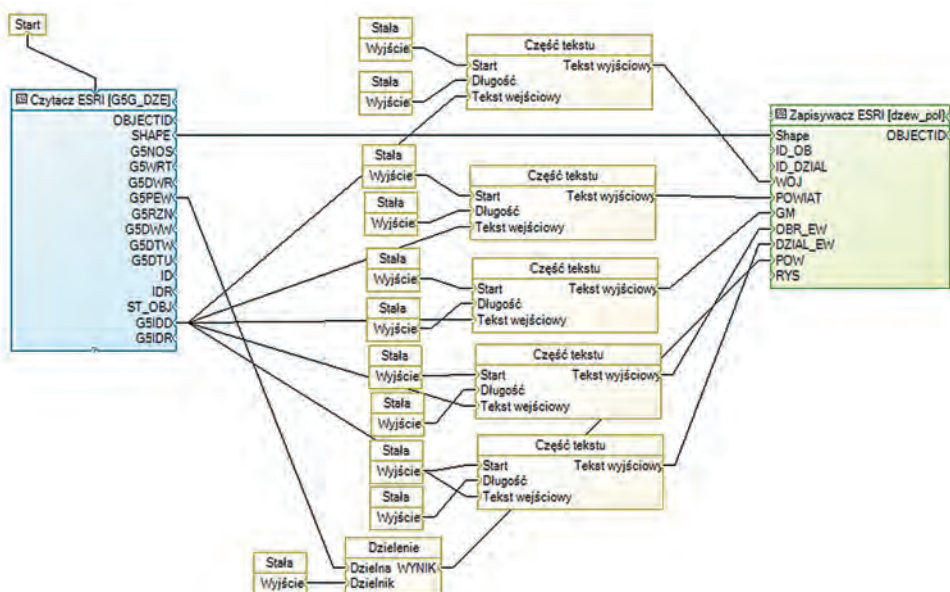 Start
Czytacz ESRI [G5G_DZE]
OBJECTID
SHAPE
G5NOS
G5WRT
G5DWR
G5PEW
G5RZN
G5DWW
G5DTW
G5DTU
ID
IDR
ST_OBJ
G5IDD
G5IDR
Stała
Wyjście
Stała
Wyjście
Część tekstu
Start Tekst wyjściowy
Długość
Tekst wejściowy
Stała
Wyjście
Stała
Wyjście
Część tekstu
Start Tekst wyjściowy
Długość
Tekst wejściowy
Stała
Wyjście
Stała
Wyjście
Część tekstu
Start Tekst wyjściowy
Długość
Tekst wejściowy
Stała
Wyjście
Stała
Wyjście
Część tekstu
Start Tekst wyjściowy
Długość
Tekst wejściowy
Stała
Wyjście
Stała
Wyjście
Część tekstu
Start Tekst wyjściowy
Długość
Tekst wejściowy
Stała
Wyjście
Dzielenie
Dzielna WYNIK
Dzielnik
Zapisywacz ESRI [dzew_pol]
Shape OBJECTID
ID_OB
ID_DZIAL
WOJ
POWIAT
GM
OBR_EW
DZIAL_EW
POW
RYS